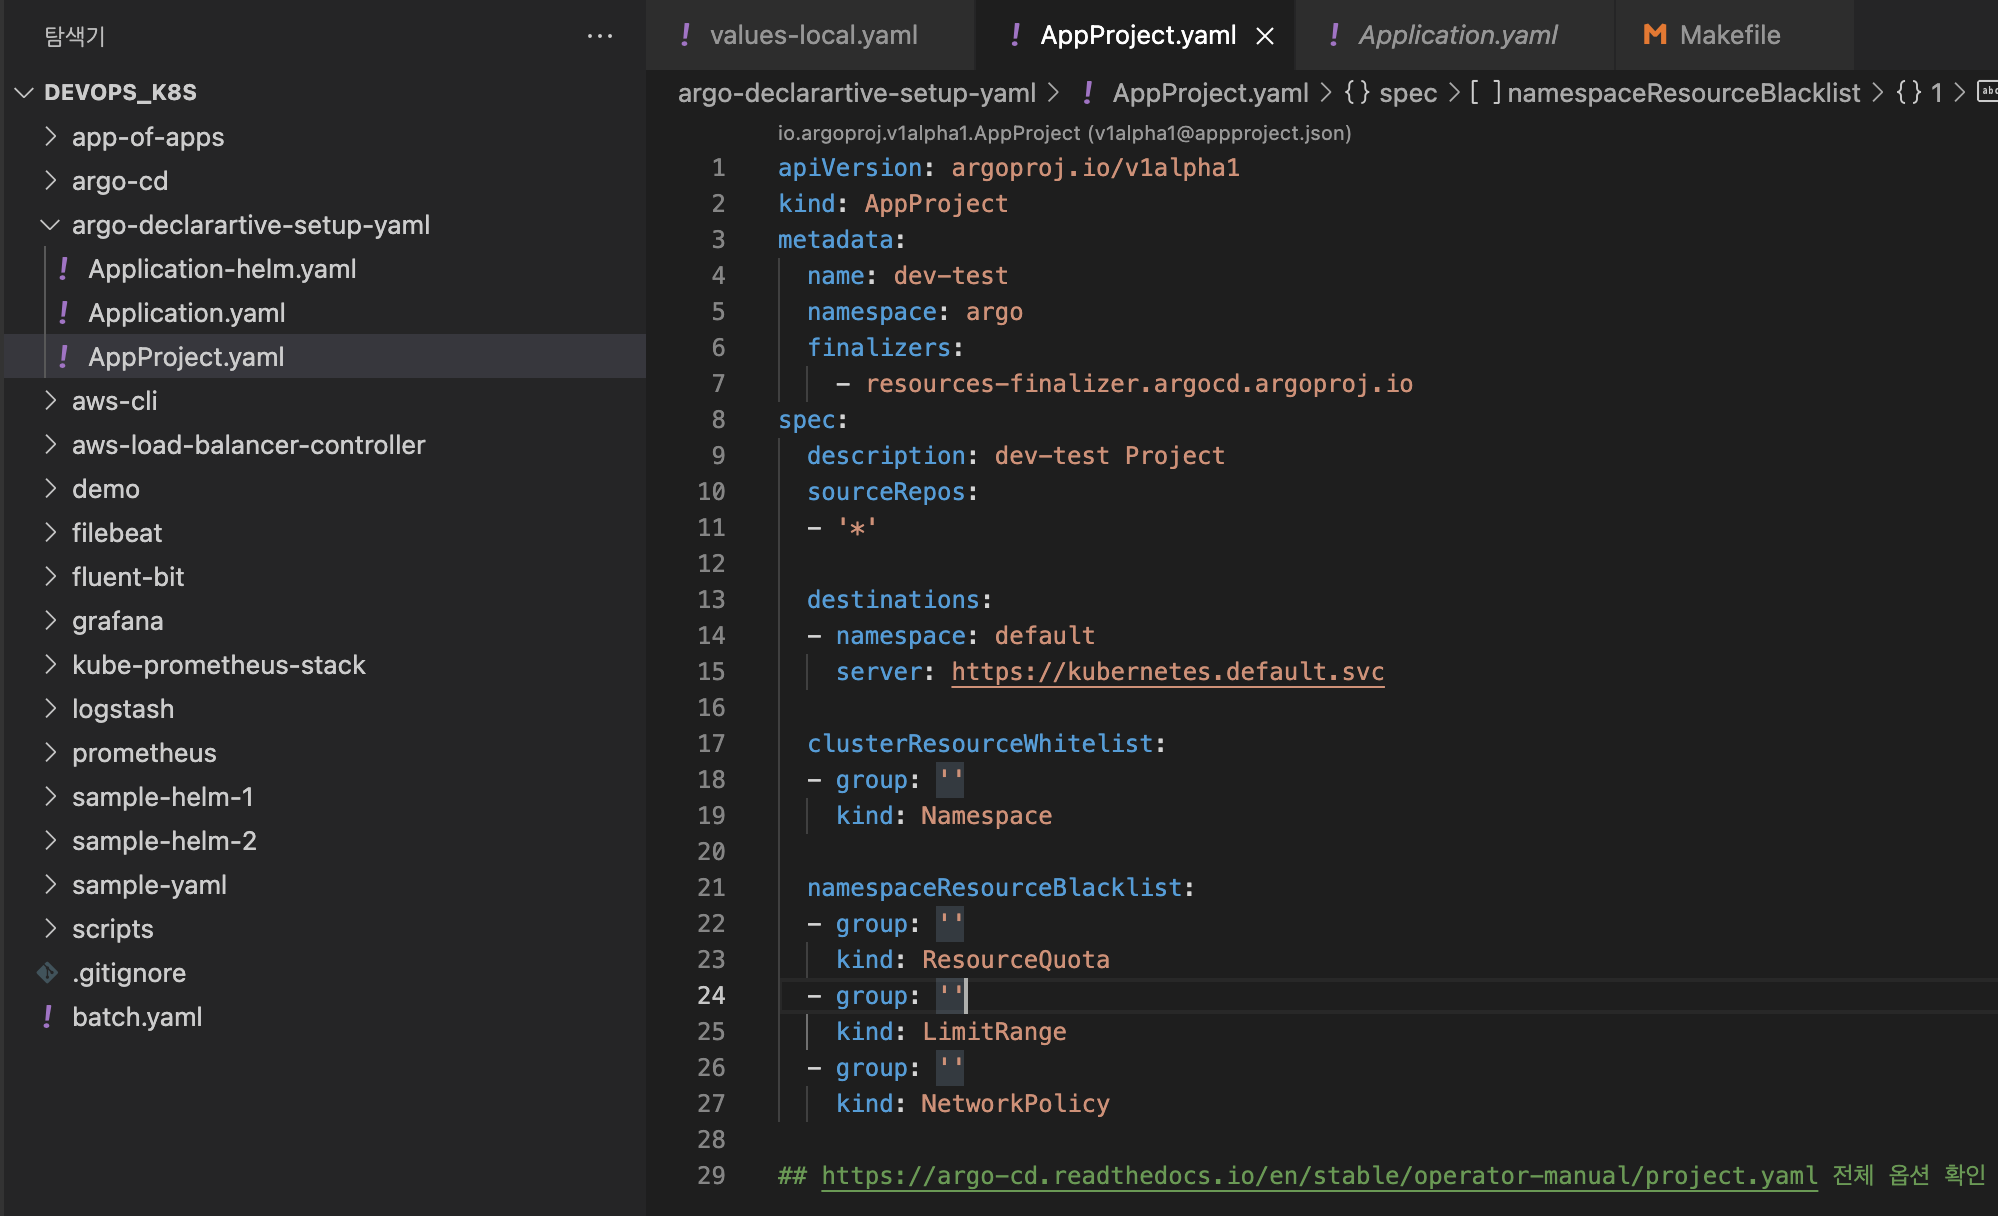 탐색기
DEVOPS_K8S
app-of-apps
argo-cd
argo-declarartive-setup-yaml
! Application-helm.yaml
! Application.yaml
! AppProject.yaml
aws-cli
aws-load-balancer-controller
demo
filebeat
fluent-bit
grafana
kube-prometheus-stack
logstash
prometheus
sample-helm-1
sample-helm-2
sample-yaml
scripts
.gitignore
! batch.yaml
! values-local.yaml ! AppProject.yaml ! Application.yaml M Makefile
argo-declarartive-setup-yaml > ! AppProject.yaml > {} spec > [ ] namespaceResourceBlacklist > {} 1 > abc
io.argoproj.v1alpha1.AppProject (v1alpha1@appproject.json)
1 apiVersion: argoproj.io/v1alpha1
2 kind: AppProject
3 metadata:
4   name: dev-test
5   namespace: argo
6   finalizers:
7     - resources-finalizer.argocd.argoproj.io
8 spec:
9   description: dev-test Project
10   sourceRepos:
11   - '*'
12
13   destinations:
14   - namespace: default
15     server: https://kubernetes.default.svc
16
17   clusterResourceWhitelist:
18   - group: ''
19     kind: Namespace
20
21   namespaceResourceBlacklist:
22   - group: ''
23     kind: ResourceQuota
24   - group: ''
25     kind: LimitRange
26   - group: ''
27     kind: NetworkPolicy
28
29 ## https://argo-cd.readthedocs.io/en/stable/operator-manual/project.yaml 전체 옵션 확인